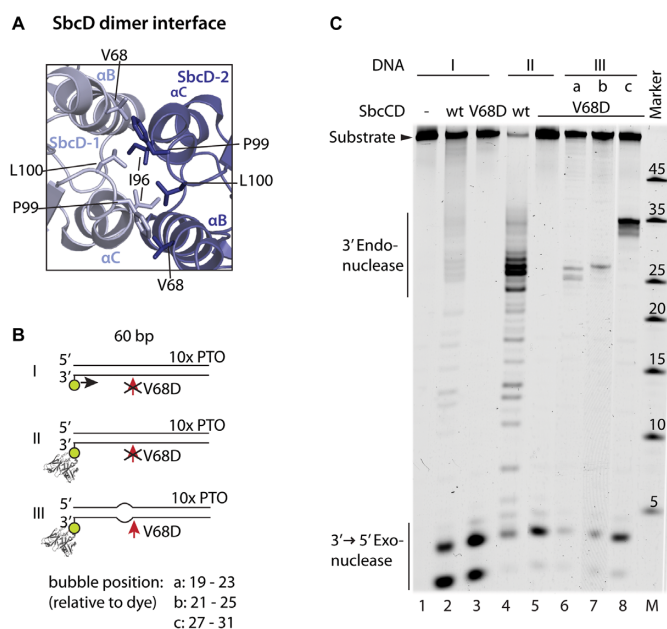 A SbcD dimer interface
V68
αB
SbcD-2
αC
SbcD-1
P99
L100
I96
L100
P99
αB
αC
V68
B
60 bp
5′ 10x PTO
I
3′
V68D
5′ 10x PTO
II
3′
V68D
5′ 10x PTO
III
3′
V68D
bubble position: a: 19 - 23
(relative to dye) b: 21 - 25
c: 27 - 31
C
DNA I II III
a b c
SbcCD - wt V68D wt V68D
Marker
Substrate
45
35
3′ Endo-
nuclease
25
20
15
10
5
3′→ 5′ Exo-
nuclease
1 2 3 4 5 6 7 8 M